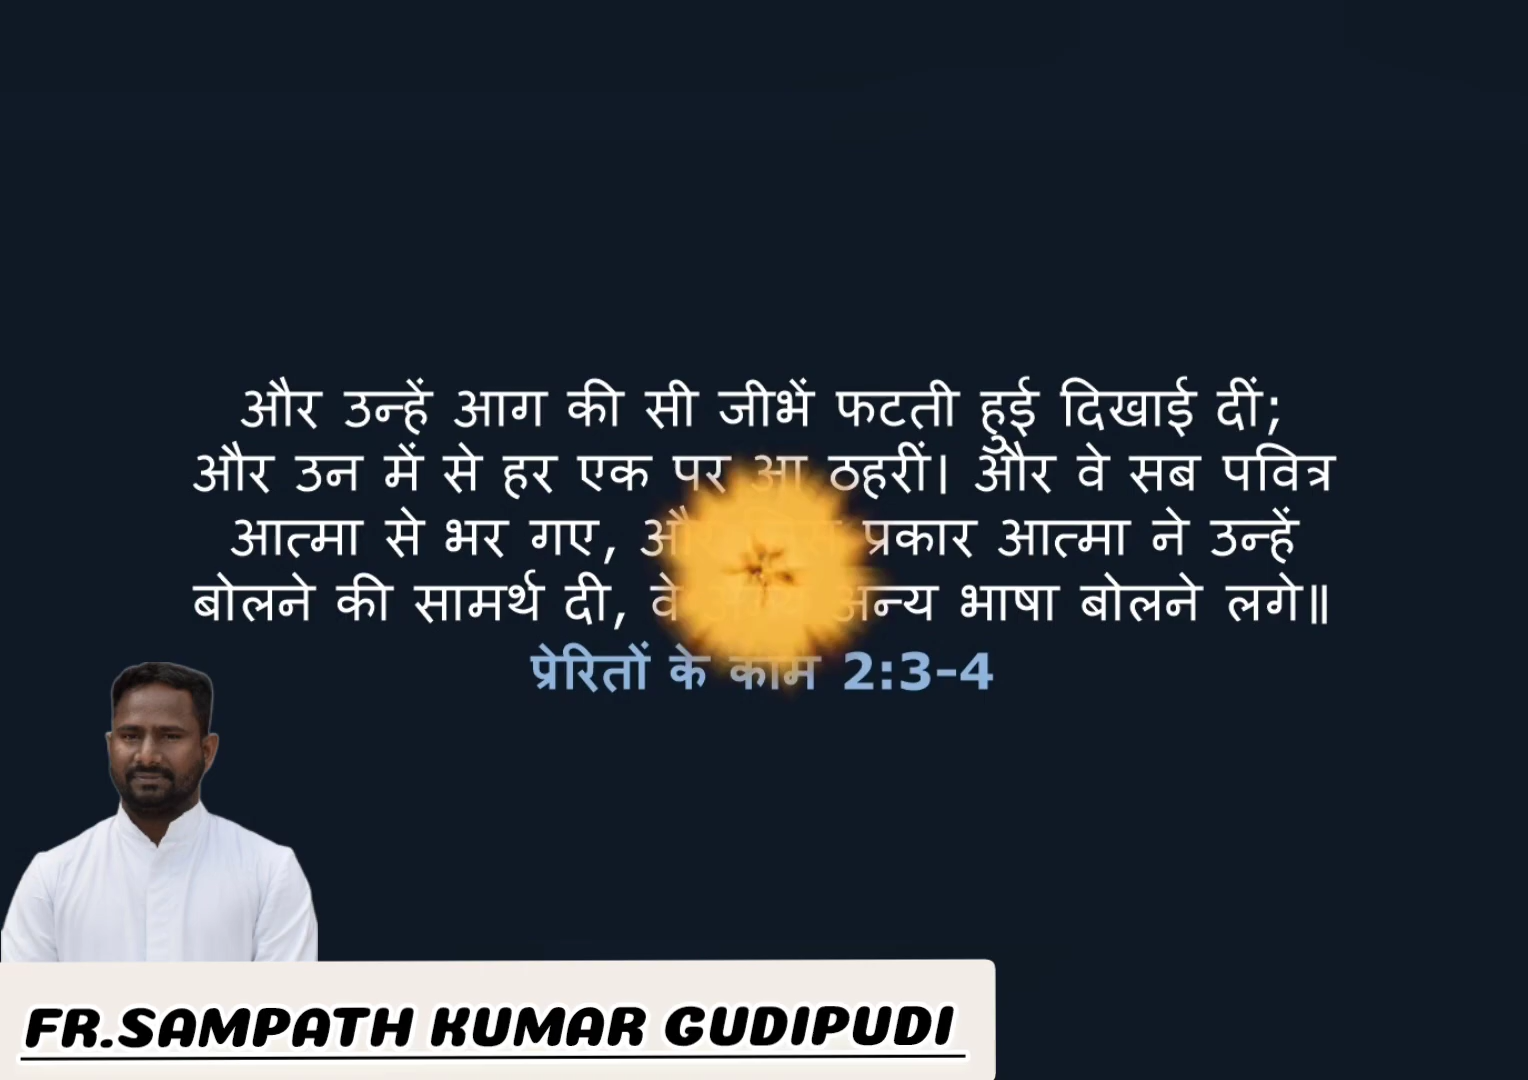 और उन्हें आग की सी जीभें फटती हुई दिखाई दीं;
और उन में से हर एक पर आ ठहरीं। और वे सब पवित्र
आत्मा से भर गए, और प्रकार आत्मा ने उन्हें
बोलने की सामर्थ दी, वे अन्य भाषा बोलने लगे॥
प्रेरितों के काम 2:3-4
FR.SAMPATH KUMAR GUDIPUDI